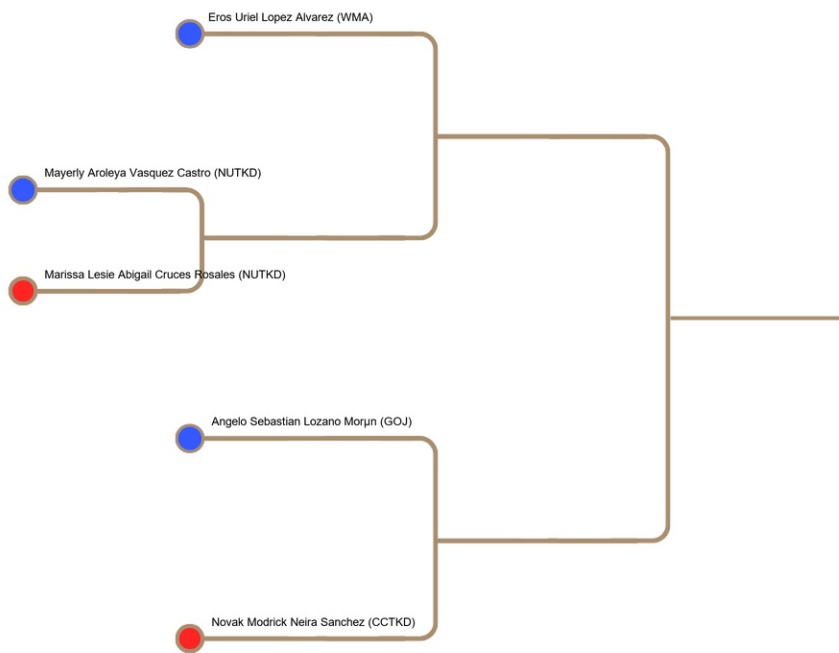 Eros Uriel Lopez Alvarez (WMA)
Mayerly Aroleya Vasquez Castro (NUTKD)
Marissa Lesie Abigail Cruces Rosales (NUTKD)
Angelo Sebastian Lozano Morµn (GOJ)
Novak Modrick Neira Sanchez (CCTKD)